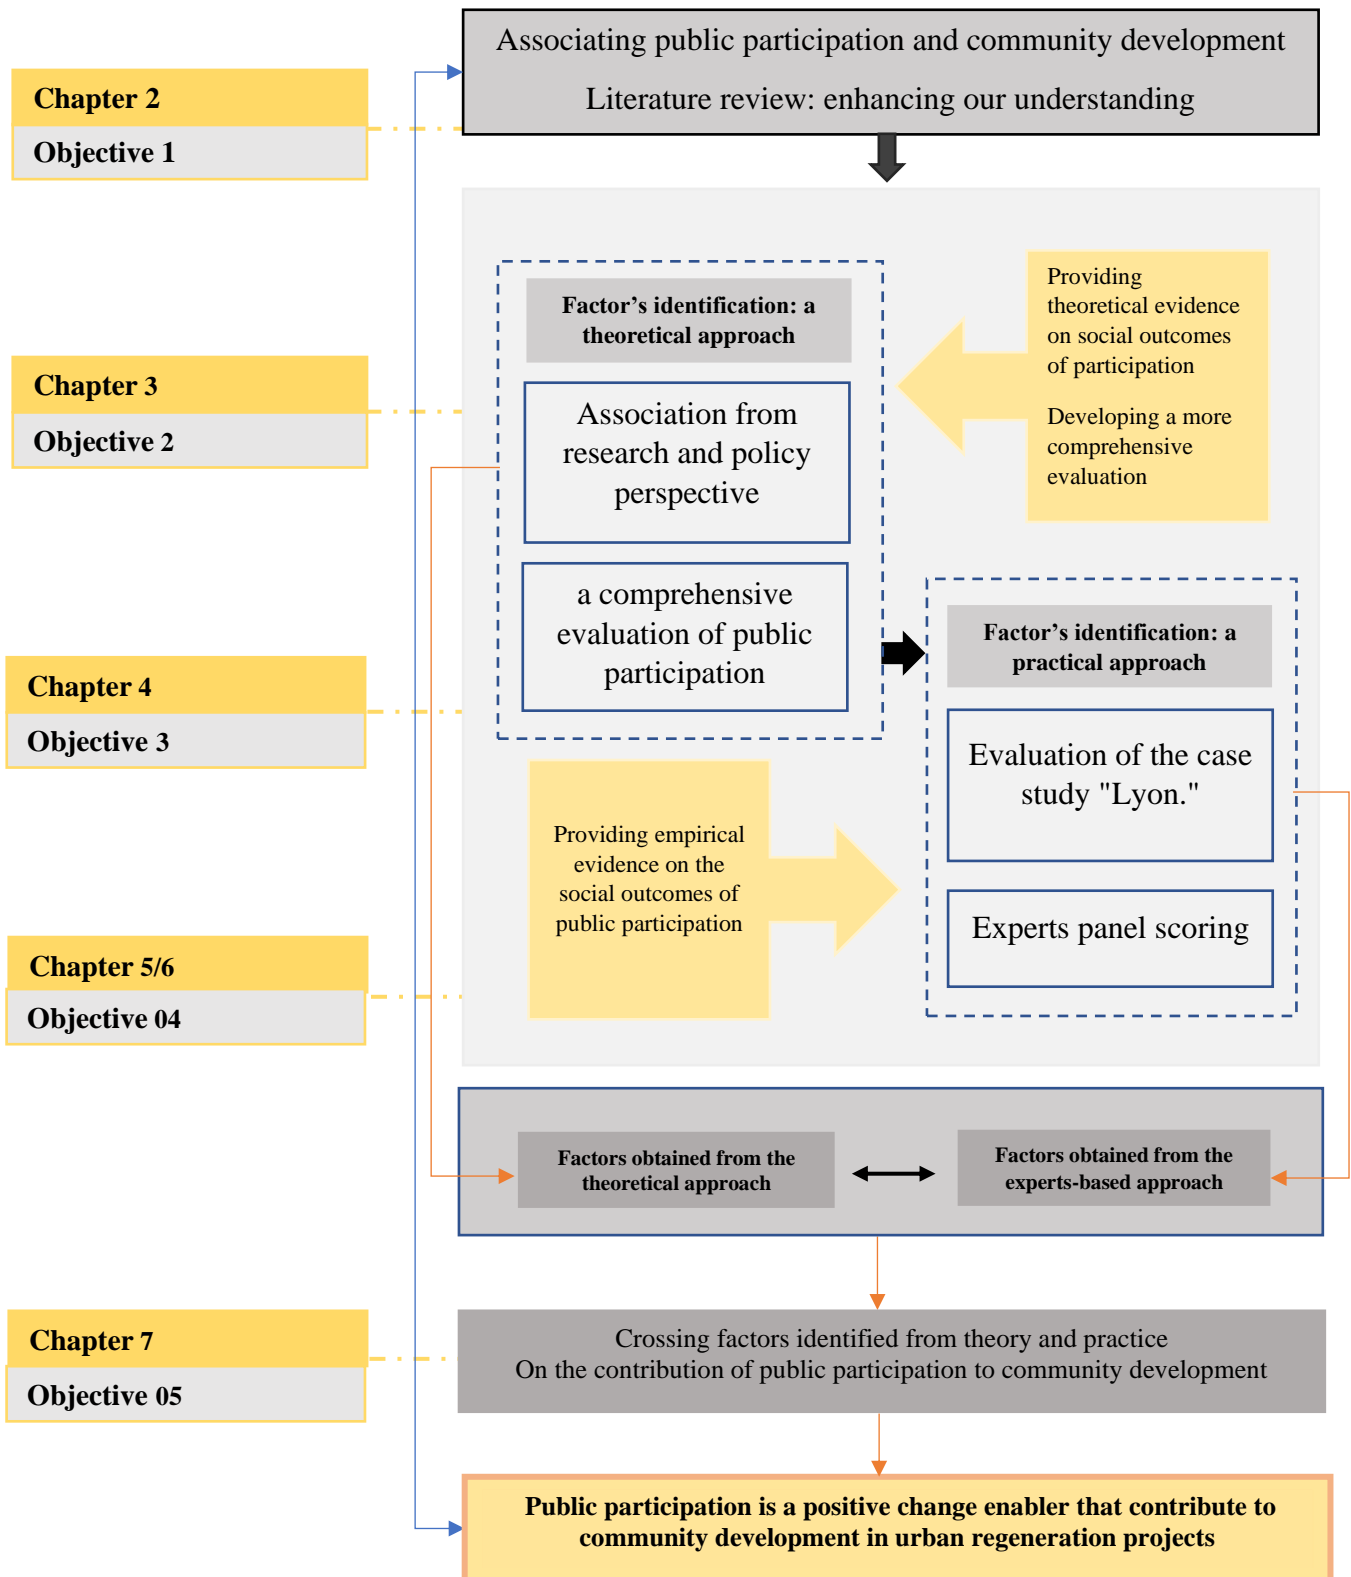 Associating public participation and community development
Literature review: enhancing our understanding
Chapter 2
Objective 1
Factor’s identification: a
theoretical approach
Association from
research and policy
perspective
a comprehensive
evaluation of public
participation
Providing
theoretical evidence
on social outcomes
of participation
Developing a more
comprehensive
evaluation
Chapter 3
Objective 2
Factor’s identification: a
practical approach
Evaluation of the case
study "Lyon."
Experts panel scoring
Chapter 4
Objective 3
Providing empirical
evidence on the
social outcomes of
public participation
Chapter 5/6
Objective 04
Factors obtained from the
theoretical approach
Factors obtained from the
experts-based approach
Chapter 7
Objective 05
Crossing factors identified from theory and practice
On the contribution of public participation to community development
Public participation is a positive change enabler that contribute to
community development in urban regeneration projects